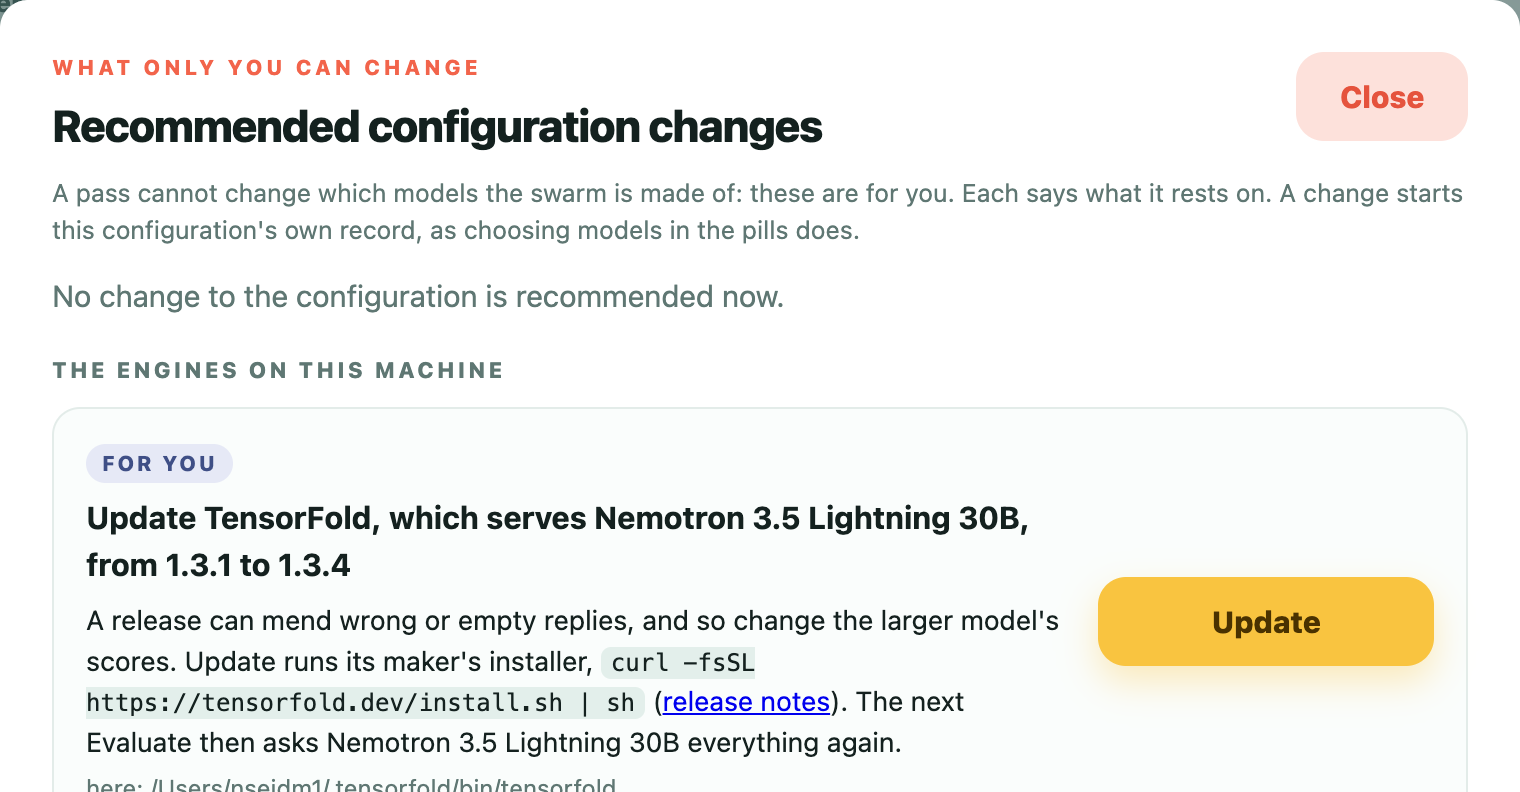 WHAT ONLY YOU CAN CHANGE
Close
Recommended configuration changes
A pass cannot change which models the swarm is made of: these are for you. Each says what it rests on. A change starts
this configuration's own record, as choosing models in the pills does.
No change to the configuration is recommended now.
THE ENGINES ON THIS MACHINE
FOR YOU
Update TensorFold, which serves Nemotron 3.5 Lightning 30B,
from 1.3.1 to 1.3.4
A release can mend wrong or empty replies, and so change the larger model's
scores. Update runs its maker's installer, curl -fsSL
https://tensorfold.dev/install.sh | sh (release notes). The next
Evaluate then asks Nemotron 3.5 Lightning 30B everything again.
Update
here: /Users/nseidm1/.tensorfold/bin/tensorfold